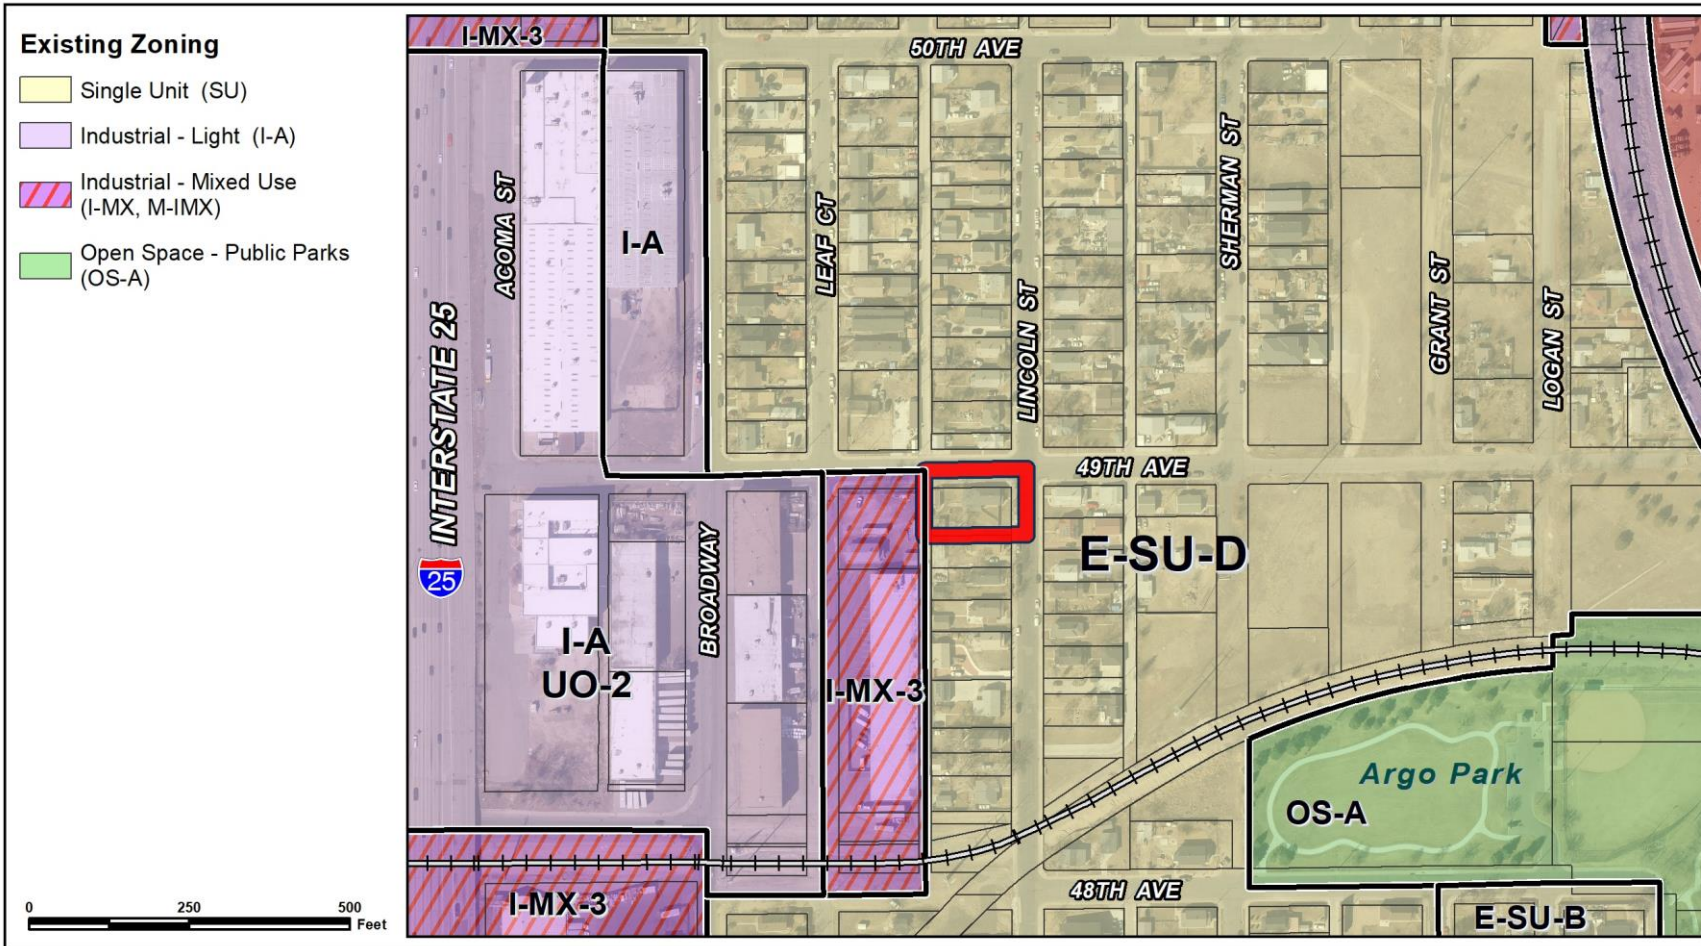 Existing Zoning
Single Unit (SU)
Industrial - Light (I-A)
Industrial - Mixed Use
(I-MX, M-IMX)
Open Space - Public Parks
(OS-A)
0 250 500
Feet
I-MX-3
50TH AVE
ACOMA ST
I-A
LEAF CT
LINCOLN ST
SHERMAN ST
GRANT ST
LOGAN ST
INTERSTATE 25
25
49TH AVE
BROADWAY
E-SU-D
I-A
UO-2
I-MX-3
Argo Park
OS-A
48TH AVE
I-MX-3
E-SU-B